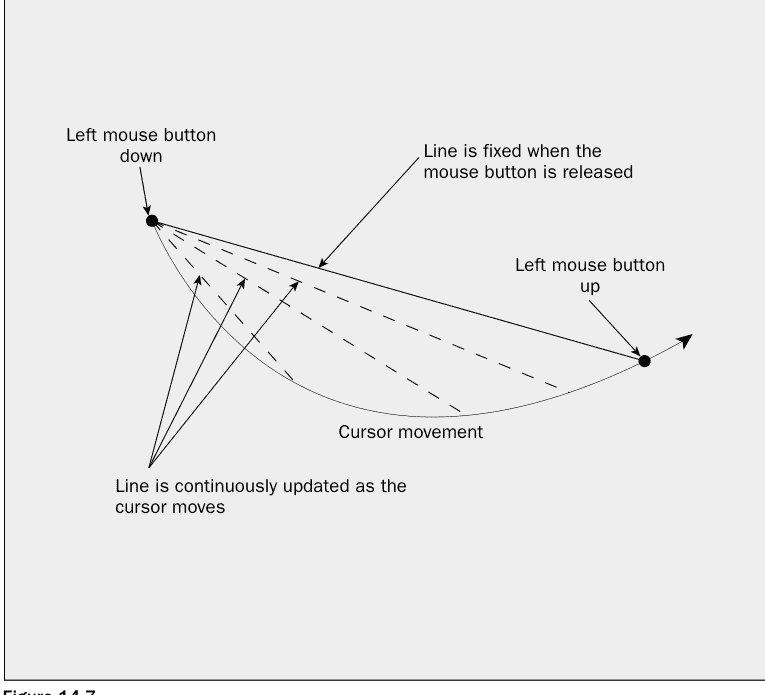 Left mouse button
down
Line is fixed when the
mouse button is released
Left mouse button
up
Cursor movement
Line is continuously updated as the
cursor moves
Figure 14-7